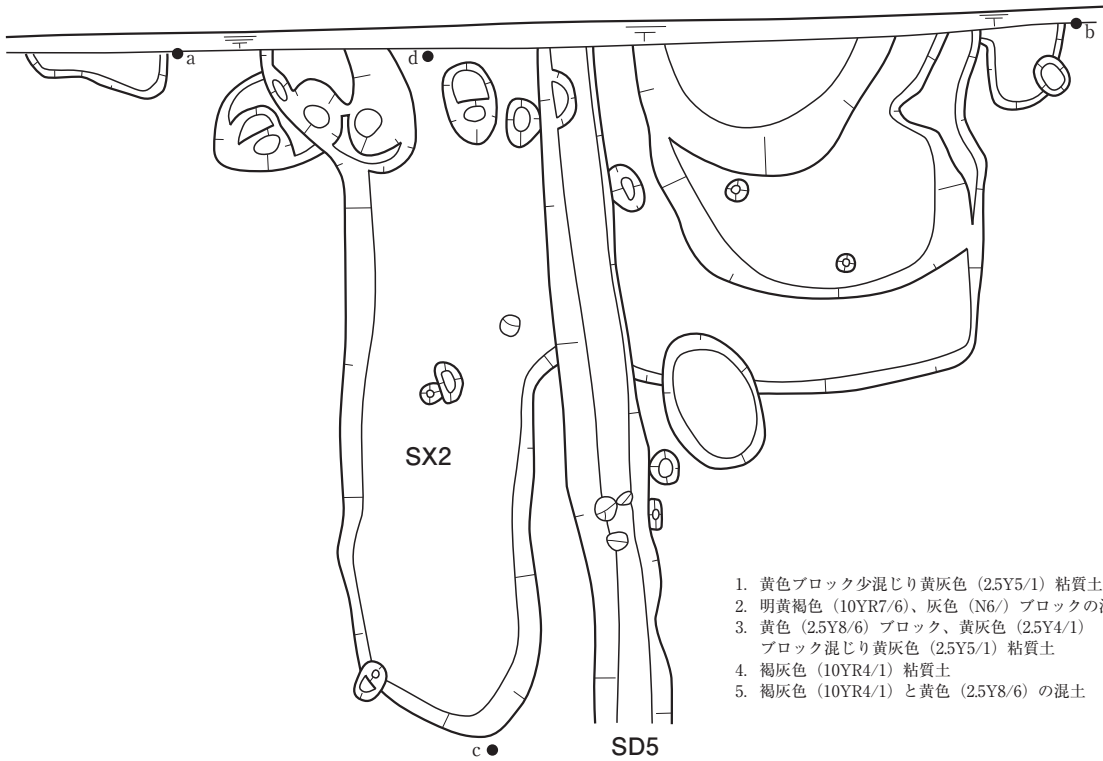 a
d
b
SX2
1. 黄色ブロック少混じり黄灰色（2.5Y5/1）粘質土
2. 明黄褐色（10YR7/6）、灰色（N6/）ブロックの
3. 黄色（2.5Y8/6）ブロック、黄灰色（2.5Y4/1）
ブロック混じり黄灰色（2.5Y5/1）粘質土
4. 褐灰色（10YR4/1）粘質土
5. 褐灰色（10YR4/1）と黄色（2.5Y8/6）の混土
c
SD5